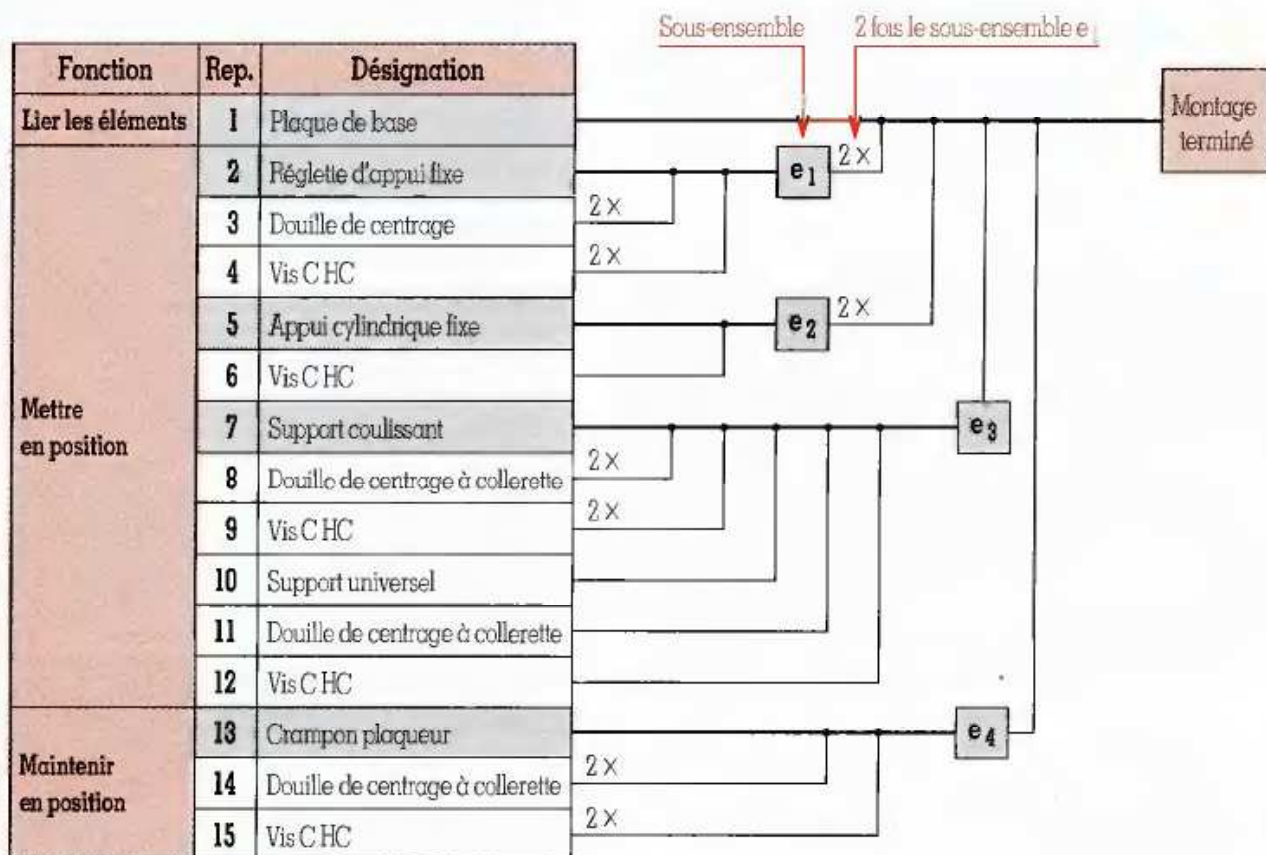 Sous-ensemble 2 fois le sous-ensemble e1
Fonction Rep. Désignation
Lier les éléments 1 Plaque de base
Montage
terminé
2 Réglette d'appui fixe
e1 2 ×
3 Douille de centrage 2 ×
4 Vis C HC 2 ×
5 Appui cylindrique fixe
e2 2 ×
6 Vis C HC
Mettre
en position
7 Support coulissant
e3
8 Douille de centrage à collerette 2 ×
9 Vis C HC 2 ×
10 Support universel
11 Douille de centrage à collerette
12 Vis C HC
Maintenir
en position
13 Crampon plaqueur
e4
14 Douille de centrage à collerette 2 ×
15 Vis C HC 2 ×